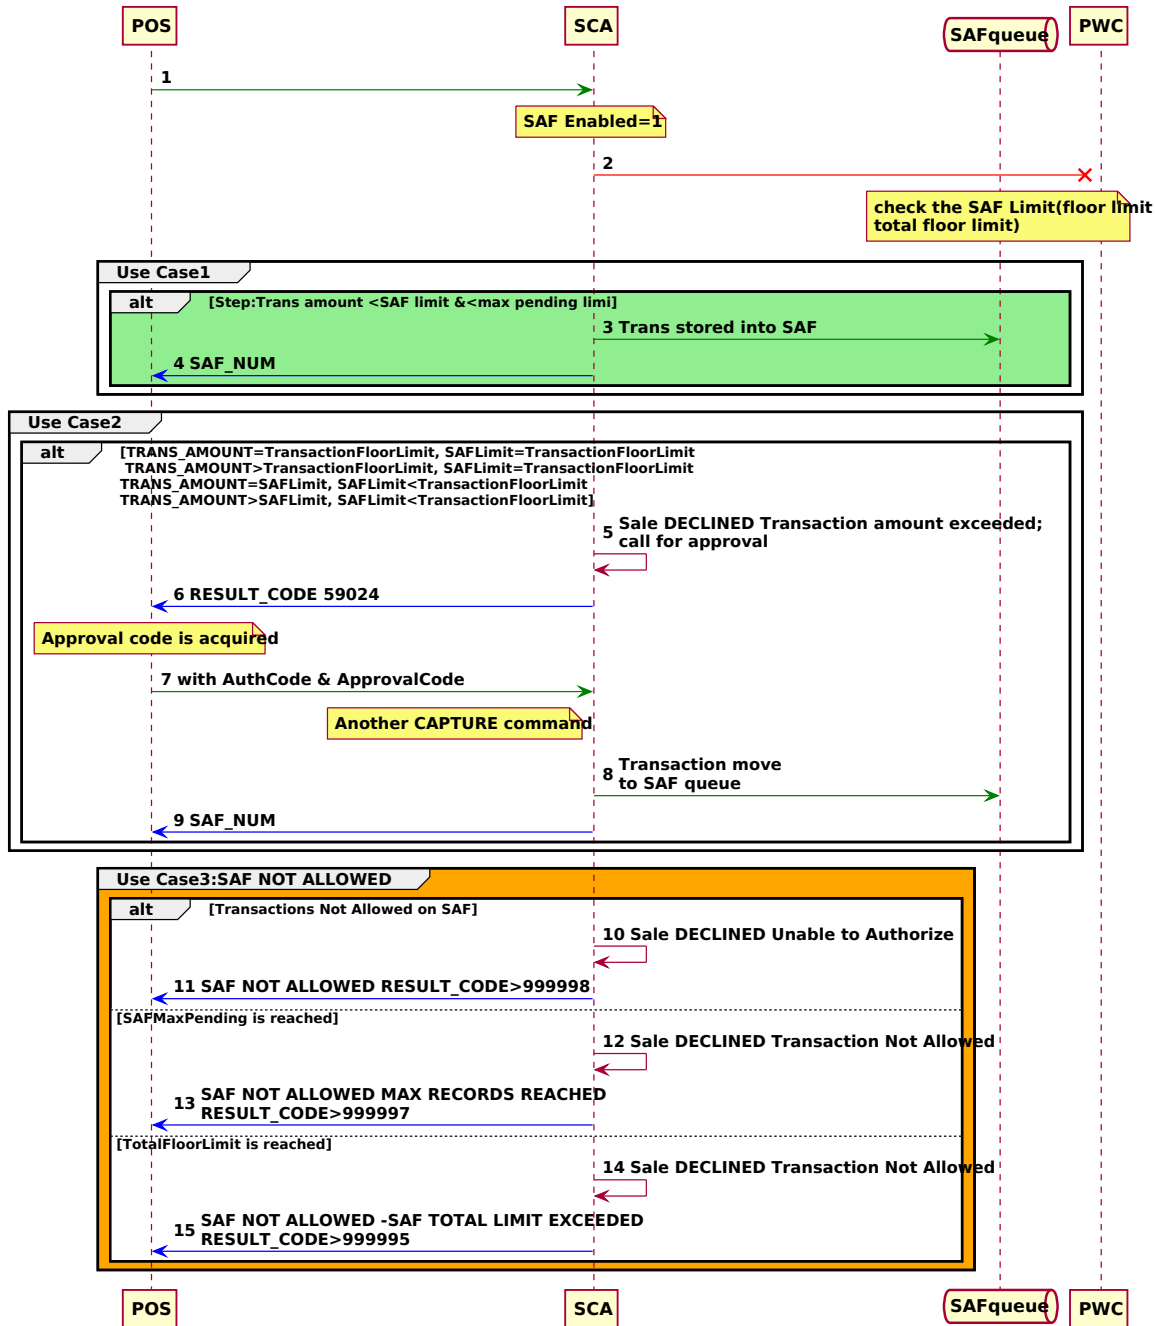 POS
SCA
SAFqueue
PWC
1
SAF Enabled=1
2
check the SAF Limit(floor limit
total floor limit)
Use Case1
alt
[Step:Trans amount <SAF limit &<max pending limi]
3 Trans stored into SAF
4 SAF_NUM
Use Case2
alt
[TRANS_AMOUNT=TransactionFloorLimit, SAFLimit=TransactionFloorLimit
TRANS_AMOUNT>TransactionFloorLimit, SAFLimit=TransactionFloorLimit
TRANS_AMOUNT=SAFLimit, SAFLimit<TransactionFloorLimit
TRANS_AMOUNT>SAFLimit, SAFLimit<TransactionFloorLimit]
5 Sale DECLINED Transaction amount exceeded;
call for approval
6 RESULT_CODE 59024
Approval code is acquired
7 with AuthCode & ApprovalCode
Another CAPTURE command
8 Transaction move
to SAF queue
9 SAF_NUM
Use Case3:SAF NOT ALLOWED
alt
[Transactions Not Allowed on SAF]
10 Sale DECLINED Unable to Authorize
11 SAF NOT ALLOWED RESULT_CODE>999998
[SAFMaxPending is reached]
12 Sale DECLINED Transaction Not Allowed
13 SAF NOT ALLOWED MAX RECORDS REACHED
RESULT_CODE>999997
[TotalFloorLimit is reached]
14 Sale DECLINED Transaction Not Allowed
15 SAF NOT ALLOWED -SAF TOTAL LIMIT EXCEEDED
RESULT_CODE>999995
POS
SCA
SAFqueue
PWC